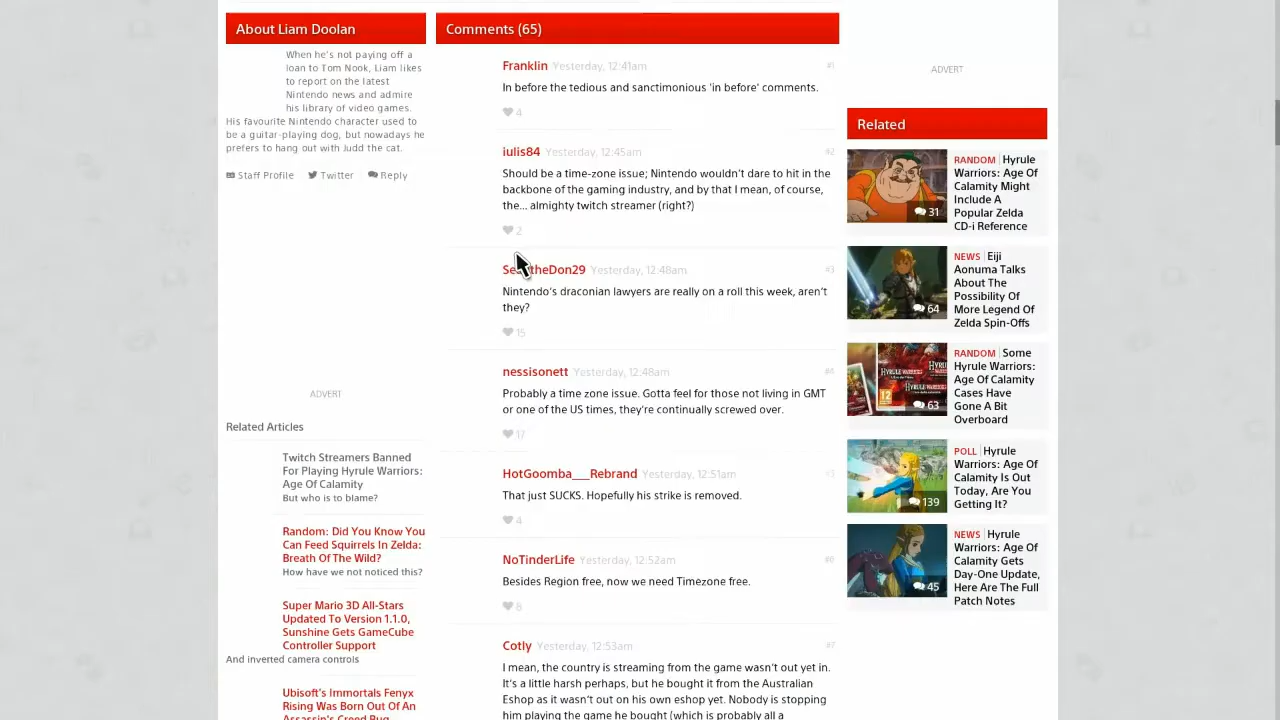 About Liam Doolan
When he's not paying off a
loan to Tom Nook, Liam likes
to report on the latest
Nintendo news and admire
his library of video games.
His favourite Nintendo character used to
be a guitar-playing dog, but nowadays he
prefers to hang out with Judd the cat.
Staff Profile Twitter Reply
ADVERT
Related Articles
Twitch Streamers Banned
For Playing Hyrule Warriors:
Age Of Calamity
But who is to blame?
Random: Did You Know You
Can Feed Squirrels In Zelda:
Breath Of The Wild?
How have we not noticed this?
Super Mario 3D All-Stars
Updated To Version 1.1.0,
Sunshine Gets GameCube
Controller Support
And inverted camera controls
Ubisoft's Immortals Fenyx
Rising Was Born Out Of An
Assassin's Creed Bug
Comments (65)
Franklin Yesterday, 12:41am #1
In before the tedious and sanctimonious 'in before' comments.
4
iulis84 Yesterday, 12:45am #2
Should be a time-zone issue; Nintendo wouldn't dare to hit in the
backbone of the gaming industry, and by that I mean, of course,
the... almighty twitch streamer (right?)
2
theDon29 Yesterday, 12:48am #3
Nintendo's draconian lawyers are really on a roll this week, aren't
they?
15
nessisonett Yesterday, 12:48am #4
Probably a time zone issue. Gotta feel for those not living in GMT
or one of the US times, they're continually screwed over.
17
HotGoomba___Rebrand Yesterday, 12:51am #5
That just SUCKS. Hopefully his strike is removed.
4
NoTinderLife Yesterday, 12:52am #6
Besides Region free, now we need Timezone free.
8
Cotly Yesterday, 12:53am #7
I mean, the country is streaming from the game wasn't out yet in.
It's a little harsh perhaps, but he bought it from the Australian
Eshop as it wasn't out on his own eshop yet. Nobody is stopping
him playing the game he bought (which is probably all a
ADVERT
Related
RANDOM Hyrule
Warriors: Age Of
Calamity Might
Include A
Popular Zelda
CD-i Reference
31
NEWS Eiji
Aonuma Talks
About The
Possibility Of
More Legend Of
Zelda Spin-Offs
64
RANDOM Some
Hyrule Warriors:
Age Of Calamity
Cases Have
Gone A Bit
Overboard
63
POLL Hyrule
Warriors: Age Of
Calamity Is Out
Today, Are You
Getting It?
139
NEWS Hyrule
Warriors: Age Of
Calamity Gets
Day-One Update,
Here Are The Full
Patch Notes
45